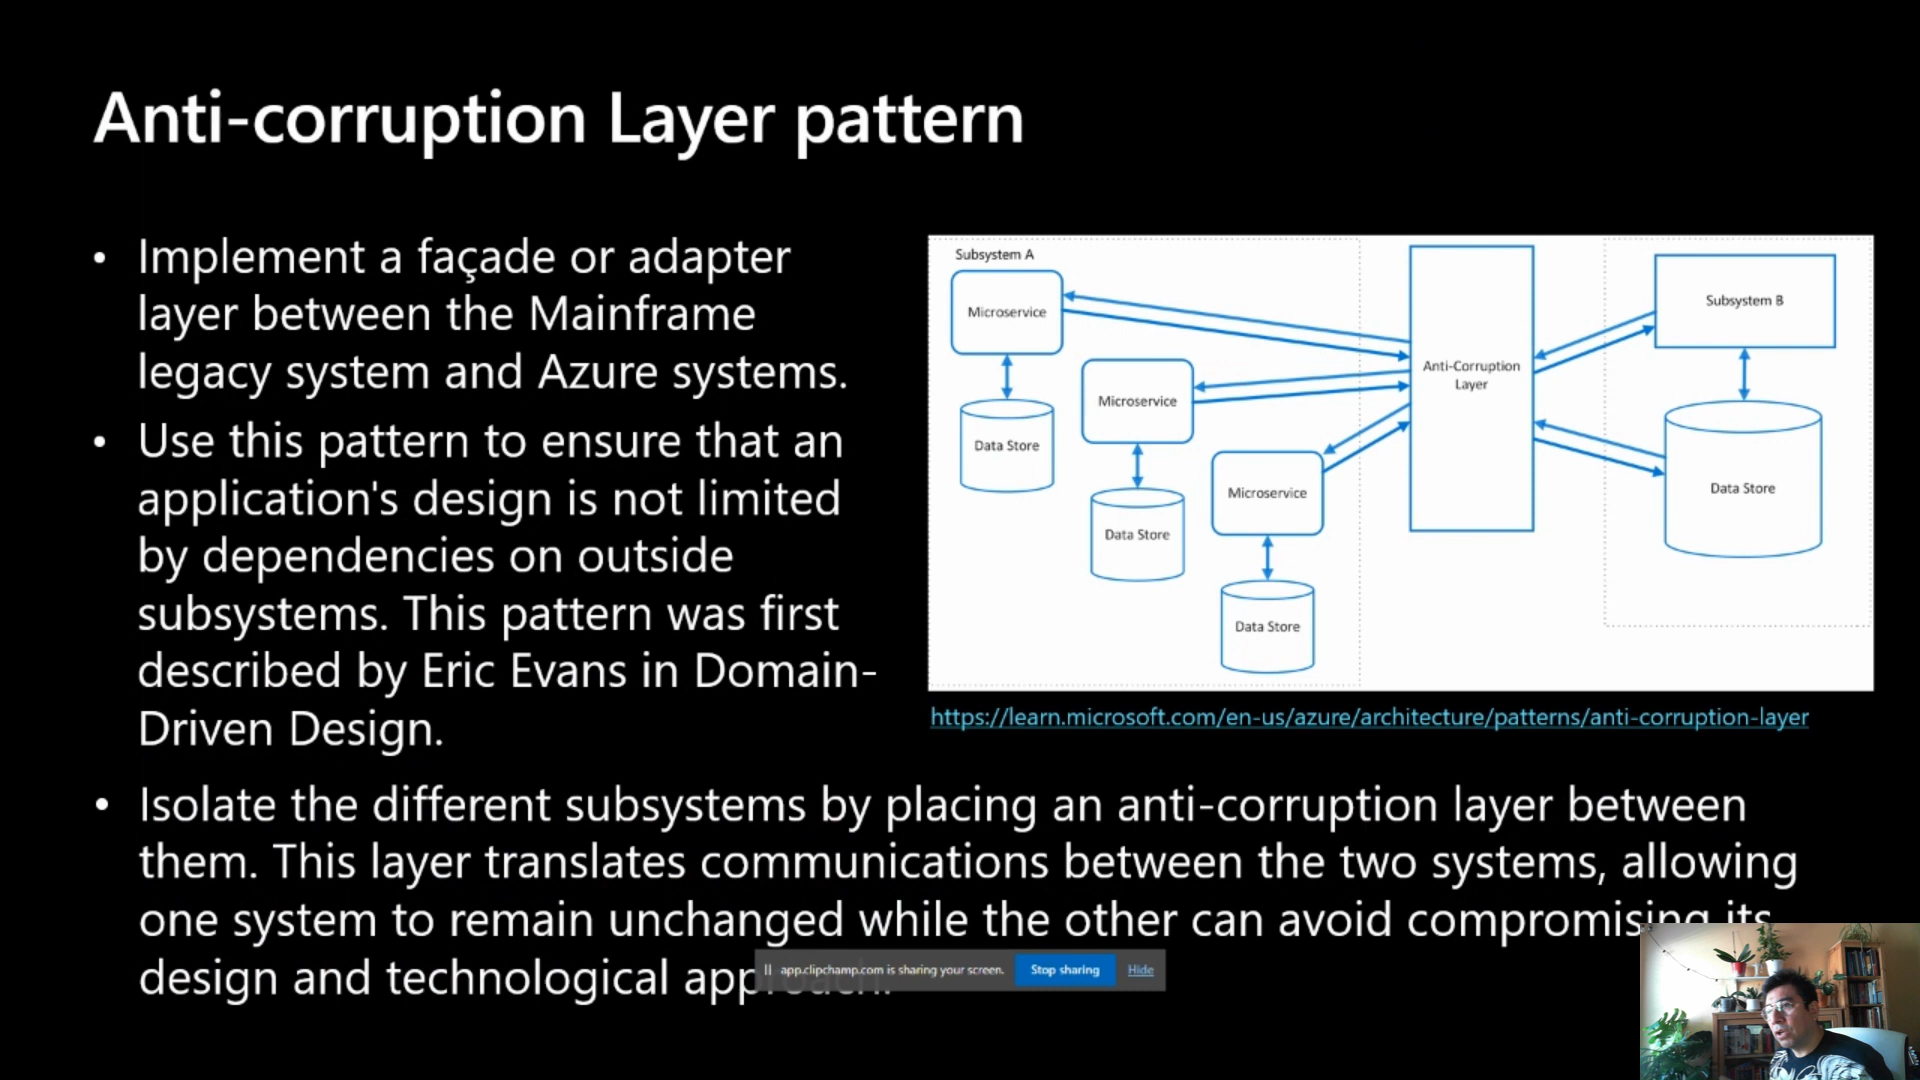 Anti-corruption Layer pattern
• Implement a façade or adapter
layer between the Mainframe
legacy system and Azure systems.
• Use this pattern to ensure that an
application's design is not limited
by dependencies on outside
subsystems. This pattern was first
described by Eric Evans in Domain-
Driven Design.
Subsystem A
Microservice
Data Store
Microservice
Data Store
Microservice
Data Store
Anti-Corruption
Layer
Subsystem B
Data Store
https://learn.microsoft.com/en-us/azure/architecture/patterns/anti-corruption-layer
• Isolate the different subsystems by placing an anti-corruption layer between
them. This layer translates communications between the two systems, allowing
one system to remain unchanged while the other can avoid compromising its
design and technological approach.
app.clipchamp.com is sharing your screen. Stop sharing Hide